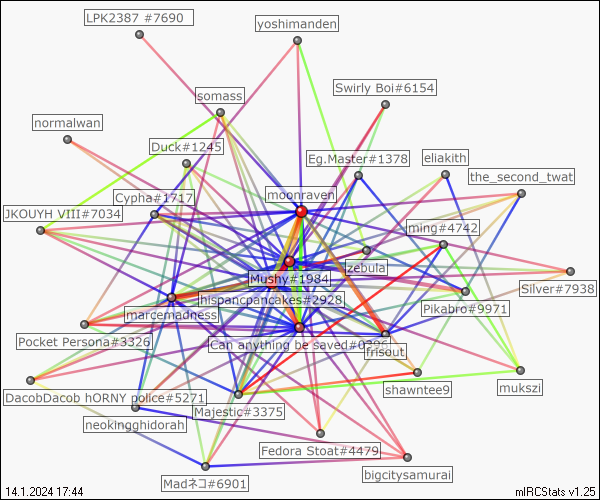 LPK2387 #7690
yoshimanden
Swirly Boi#6154
somass
normalwan
Duck#1245
Eg.Master#1378
eliakith
the_second_twat
moonraven
Cypha#1717
JKOUYH VIII#7034
ming#4742
zebula
Mushy#1984
Silver#7938
hispancpancakes#2928
Pikabro#9971
marcemadness
Pocket Persona#3326
Can anything be saved#0796
frisout
mukszi
shawntee9
DacobDacob hORNY police#5271
Majestic#3375
neokingghidorah
Fedora Stoat#4479
bigcitysamurai
Madネコ#6901
14.1.2024 17:44
mIRCStats v1.25